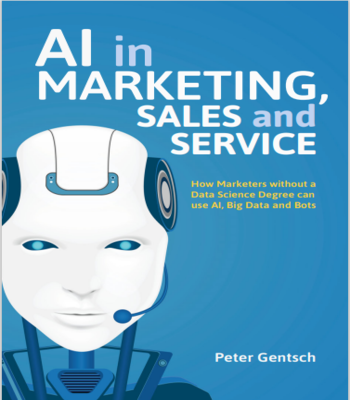 AI in
MARKETING,
SALES and
SERVICE
How Marketers without a
Data Science Degree can
use AI, Big Data and Bots
Peter Gentsch